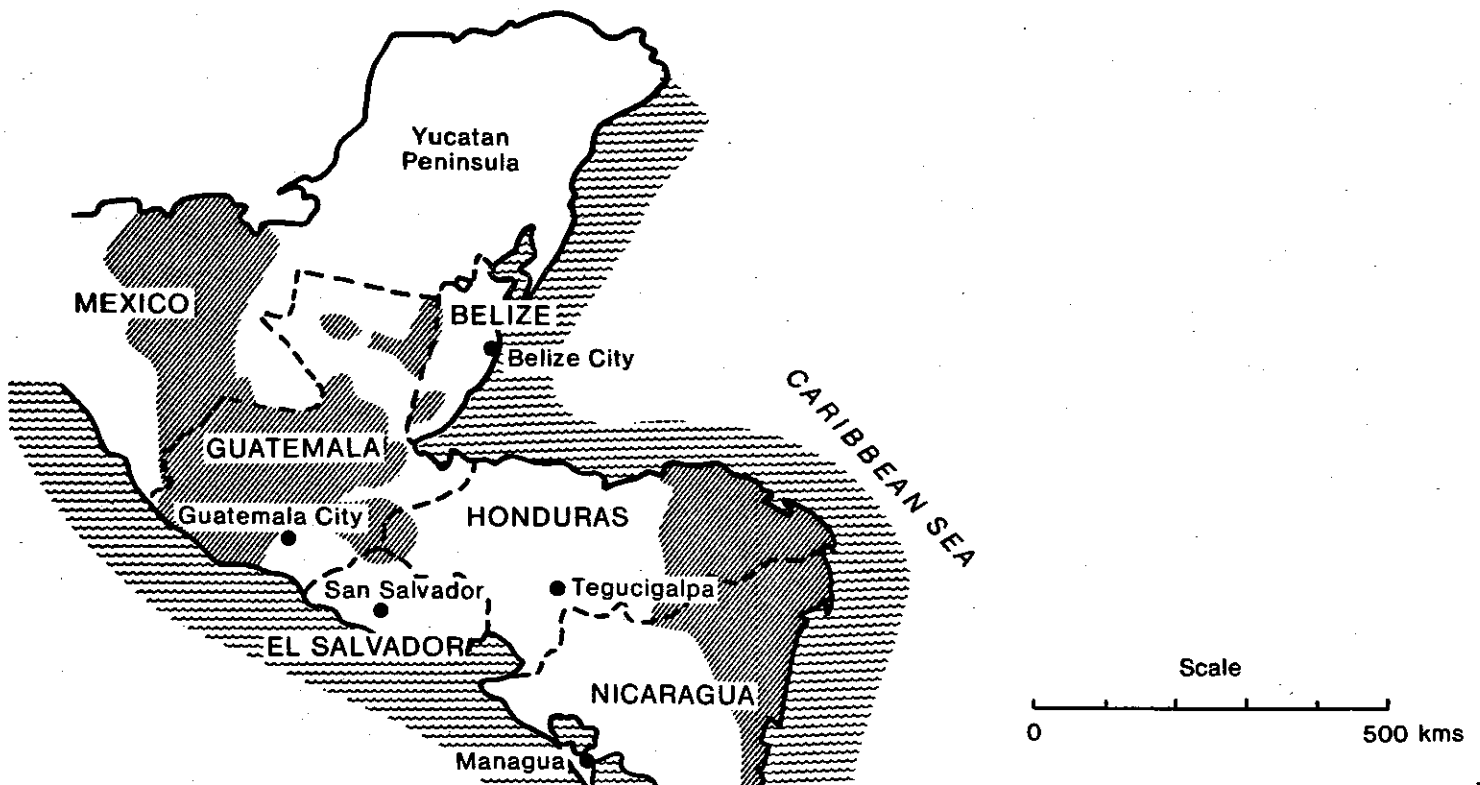 Yucatan
Peninsula
MEXICO
BELIZE
Belize City
CARIBBEAN SEA
GUATEMALA
Guatemala City
HONDURAS
San Salvador
Tegucigalpa
EL SALVADOR
NICARAGUA
Managua
Scale
0
500 kms